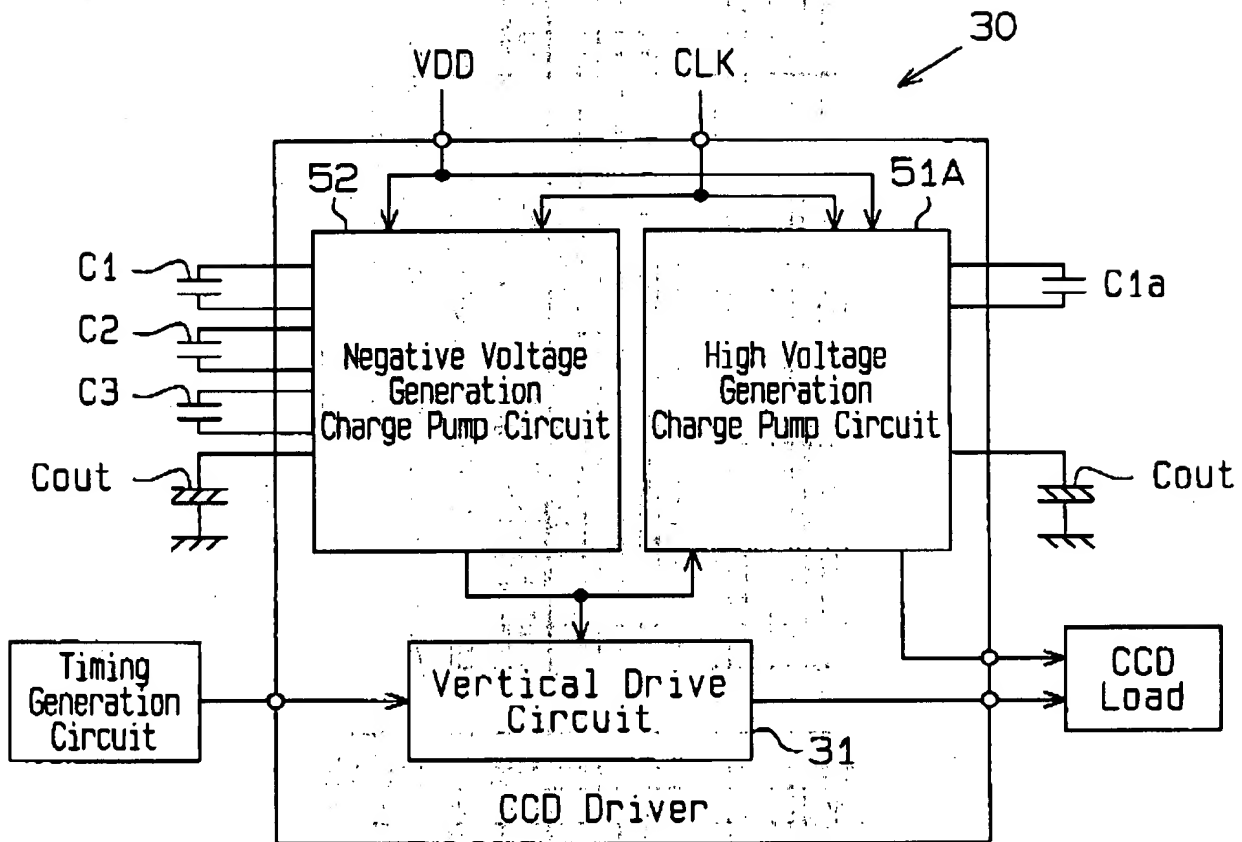 30
VDD
CLK
52
51A
C1
C2
C3
Cout
C1a
Cout
Negative Voltage
Generation
Charge Pump Circuit
High Voltage
Generation
Charge Pump Circuit
Timing
Generation
Circuit
Vertical Drive
Circuit
31
CCD
Load
CCD Driver